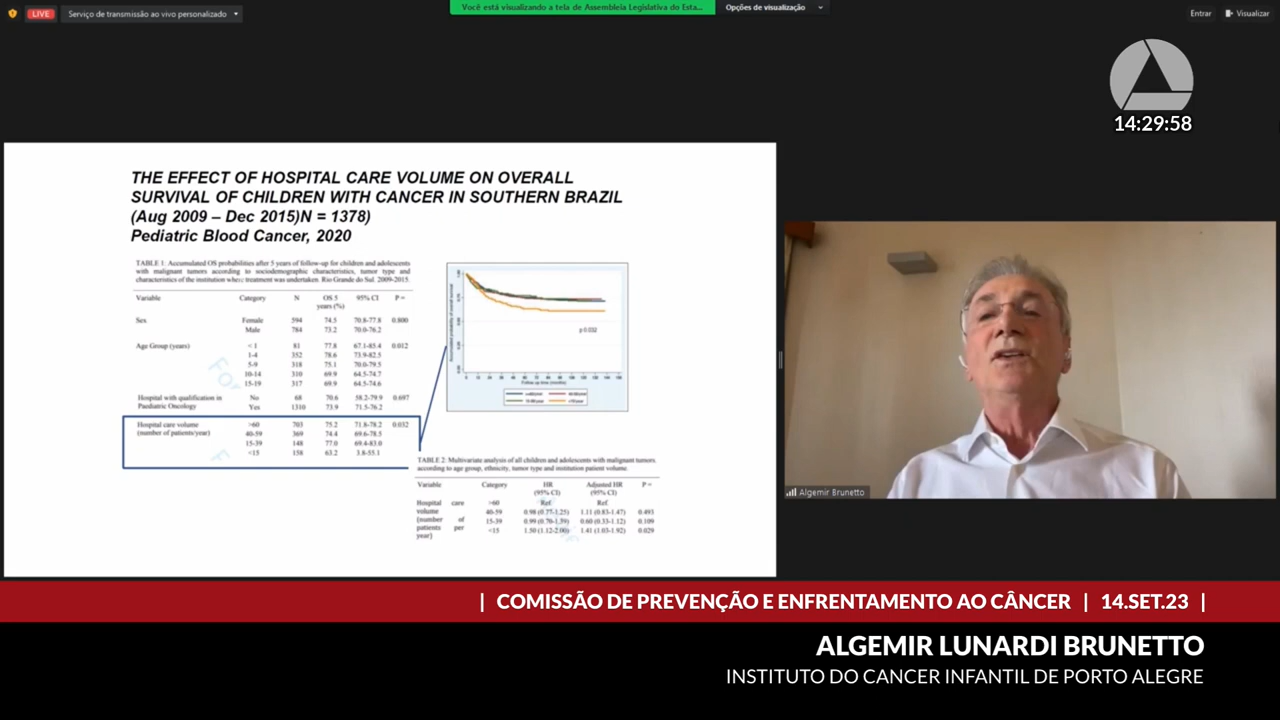 LIVE
Serviço de transmissão ao vivo personalizado
Você está visualizando a tela de Assembleia Legislativa do Esta...
Opções de visualização
Entrar
Visualizar
14:29:58
THE EFFECT OF HOSPITAL CARE VOLUME ON OVERALL
SURVIVAL OF CHILDREN WITH CANCER IN SOUTHERN BRAZIL
(Aug 2009 – Dec 2015)N = 1378)
Pediatric Blood Cancer, 2020
TABLE 1. Accumulated OS probabilities after 5 years of follow-up for children and adolescents
with malignant tumors according to sociodemographic characteristics, tumor type and
characteristics of the institution where treatment was undertaken. Rio Grande do Sul. 2009-2015.
Variable Category N OS 5 years (%) 95% CI P =
Sex Female 594 74.5 70.8-77.8 0.800
Male 784 73.2 70.0-76.2
Age Group (years) < 1 81 77.8 67.1-85.4 0.012
1-4 352 78.6 73.9-82.5
5-9 318 75.1 70.0-79.5
10-14 310 69.9 64.5-74.7
15-19 317 69.9 64.5-74.6
Hospital with qualification in No 68 70.6 58.2-79.9 0.697
Paediatric Oncology Yes 1310 73.9 71.5-76.2
Hospital care volume >60 703 75.2 71.8-78.2 0.032
(number of patients/year) 40-59 369 74.4 69.6-78.5
15-39 148 77.0 69.4-83.0
<15 158 63.2 3.8-55.1
p 0.032
Follow up time (months)
TABLE 2. Multivariate analysis of all children and adolescents with malignant tumors
according to age group, ethnicity, tumor type and institution patient volume.
Variable Category HR (95% CI) Adjusted HR (95% CI) P =
Hospital care >60 Ref. Ref.
volume 40-59 0.98 (0.77-1.25) 1.11 (0.83-1.47) 0.493
(number of 15-39 0.99 (0.70-1.39) 0.60 (0.33-1.12) 0.109
patients per <15 1.50 (1.12-2.00) 1.41 (1.03-1.92) 0.029
year)
Algemir Brunetto
| COMISSÃO DE PREVENÇÃO E ENFRENTAMENTO AO CÂNCER | 14.SET.23 |
ALGEMIR LUNARDI BRUNETTO
INSTITUTO DO CANCER INFANTIL DE PORTO ALEGRE